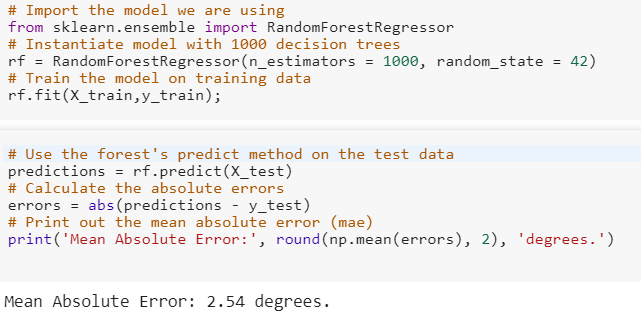 # Import the model we are using
from sklearn.ensemble import RandomForestRegressor
# Instantiate model with 1000 decision trees
rf = RandomForestRegressor(n_estimators = 1000, random_state = 42)
# Train the model on training data
rf.fit(X_train,y_train);
# Use the forest's predict method on the test data
predictions = rf.predict(X_test)
# Calculate the absolute errors
errors = abs(predictions - y_test)
# Print out the mean absolute error (mae)
print('Mean Absolute Error:', round(np.mean(errors), 2), 'degrees.')
Mean Absolute Error: 2.54 degrees.